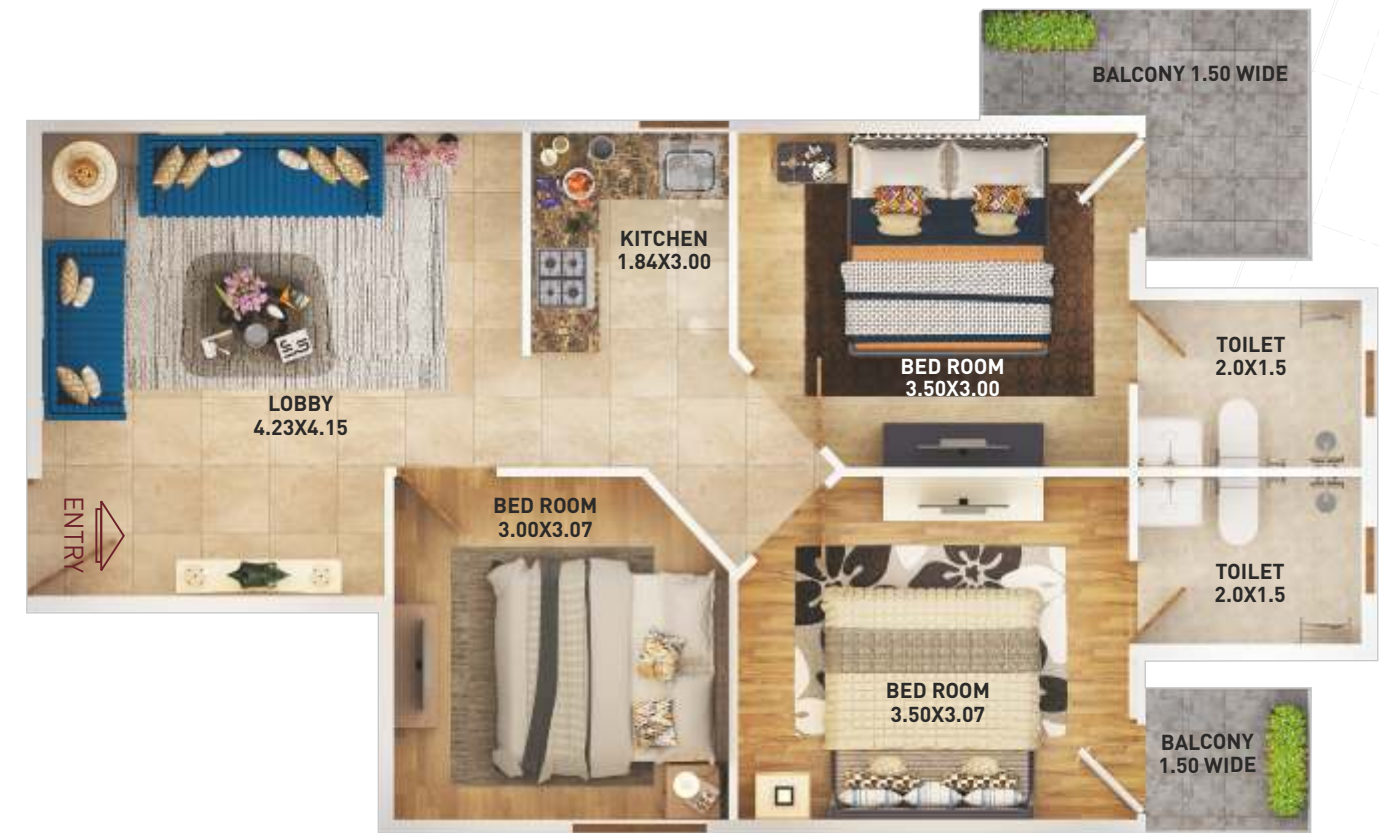 BALCONY 1.50 WIDE
KITCHEN
1.84X3.00
TOILET
2.0X1.5
BED ROOM
3.50X3.00
LOBBY
4.23X4.15
ENTRY
BED ROOM
3.00X3.07
TOILET
2.0X1.5
BED ROOM
3.50X3.07
BALCONY
1.50 WIDE